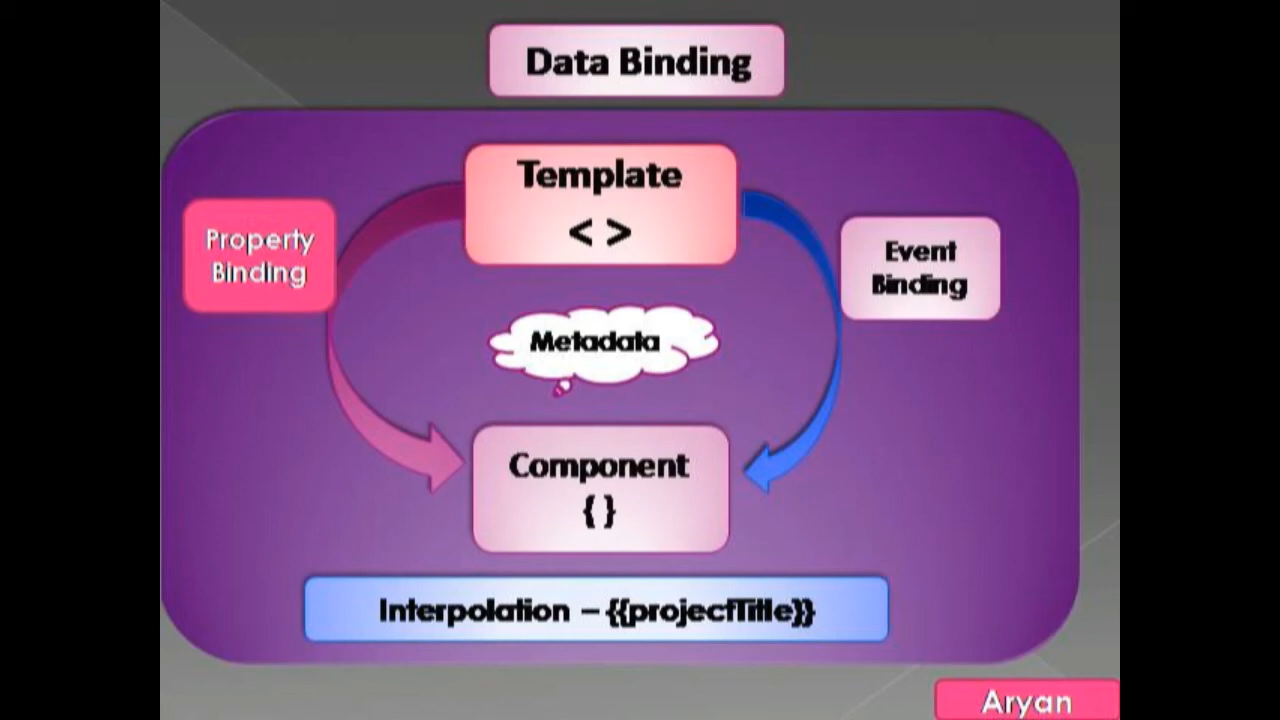 Data Binding
Template
< >
Property
Binding
Event
Binding
Metadata
Component
{ }
Interpolation – {{projectTitle}}
Aryan